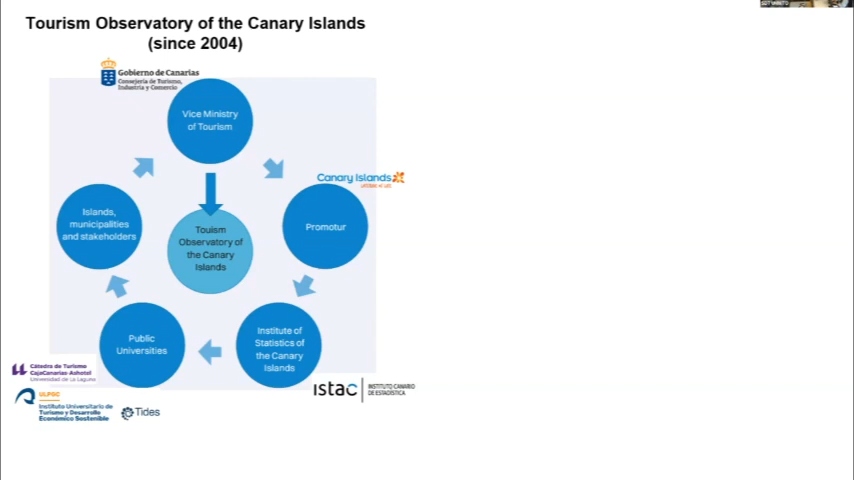 Tourism Observatory of the Canary Islands
(since 2004)
Gobierno de Canarias
Consejería de Turismo,
Industria y Comercio
Vice Ministry
of Tourism
Canary Islands
Islands,
municipalities
and stakeholders
Touism
Observatory of
the Canary
Islands
Promotur
Public
Universities
Institute of
Statistics of
the Canary
Islands
Cátedra de Turismo
CajaCanarias Ashotel
Universidad de La Laguna
istac
INSTITUTO CANARIO
DE ESTADÍSTICA
ULPGC
Instituto Universitario de
Turismo y Desarrollo
Económico Sostenible
Tides